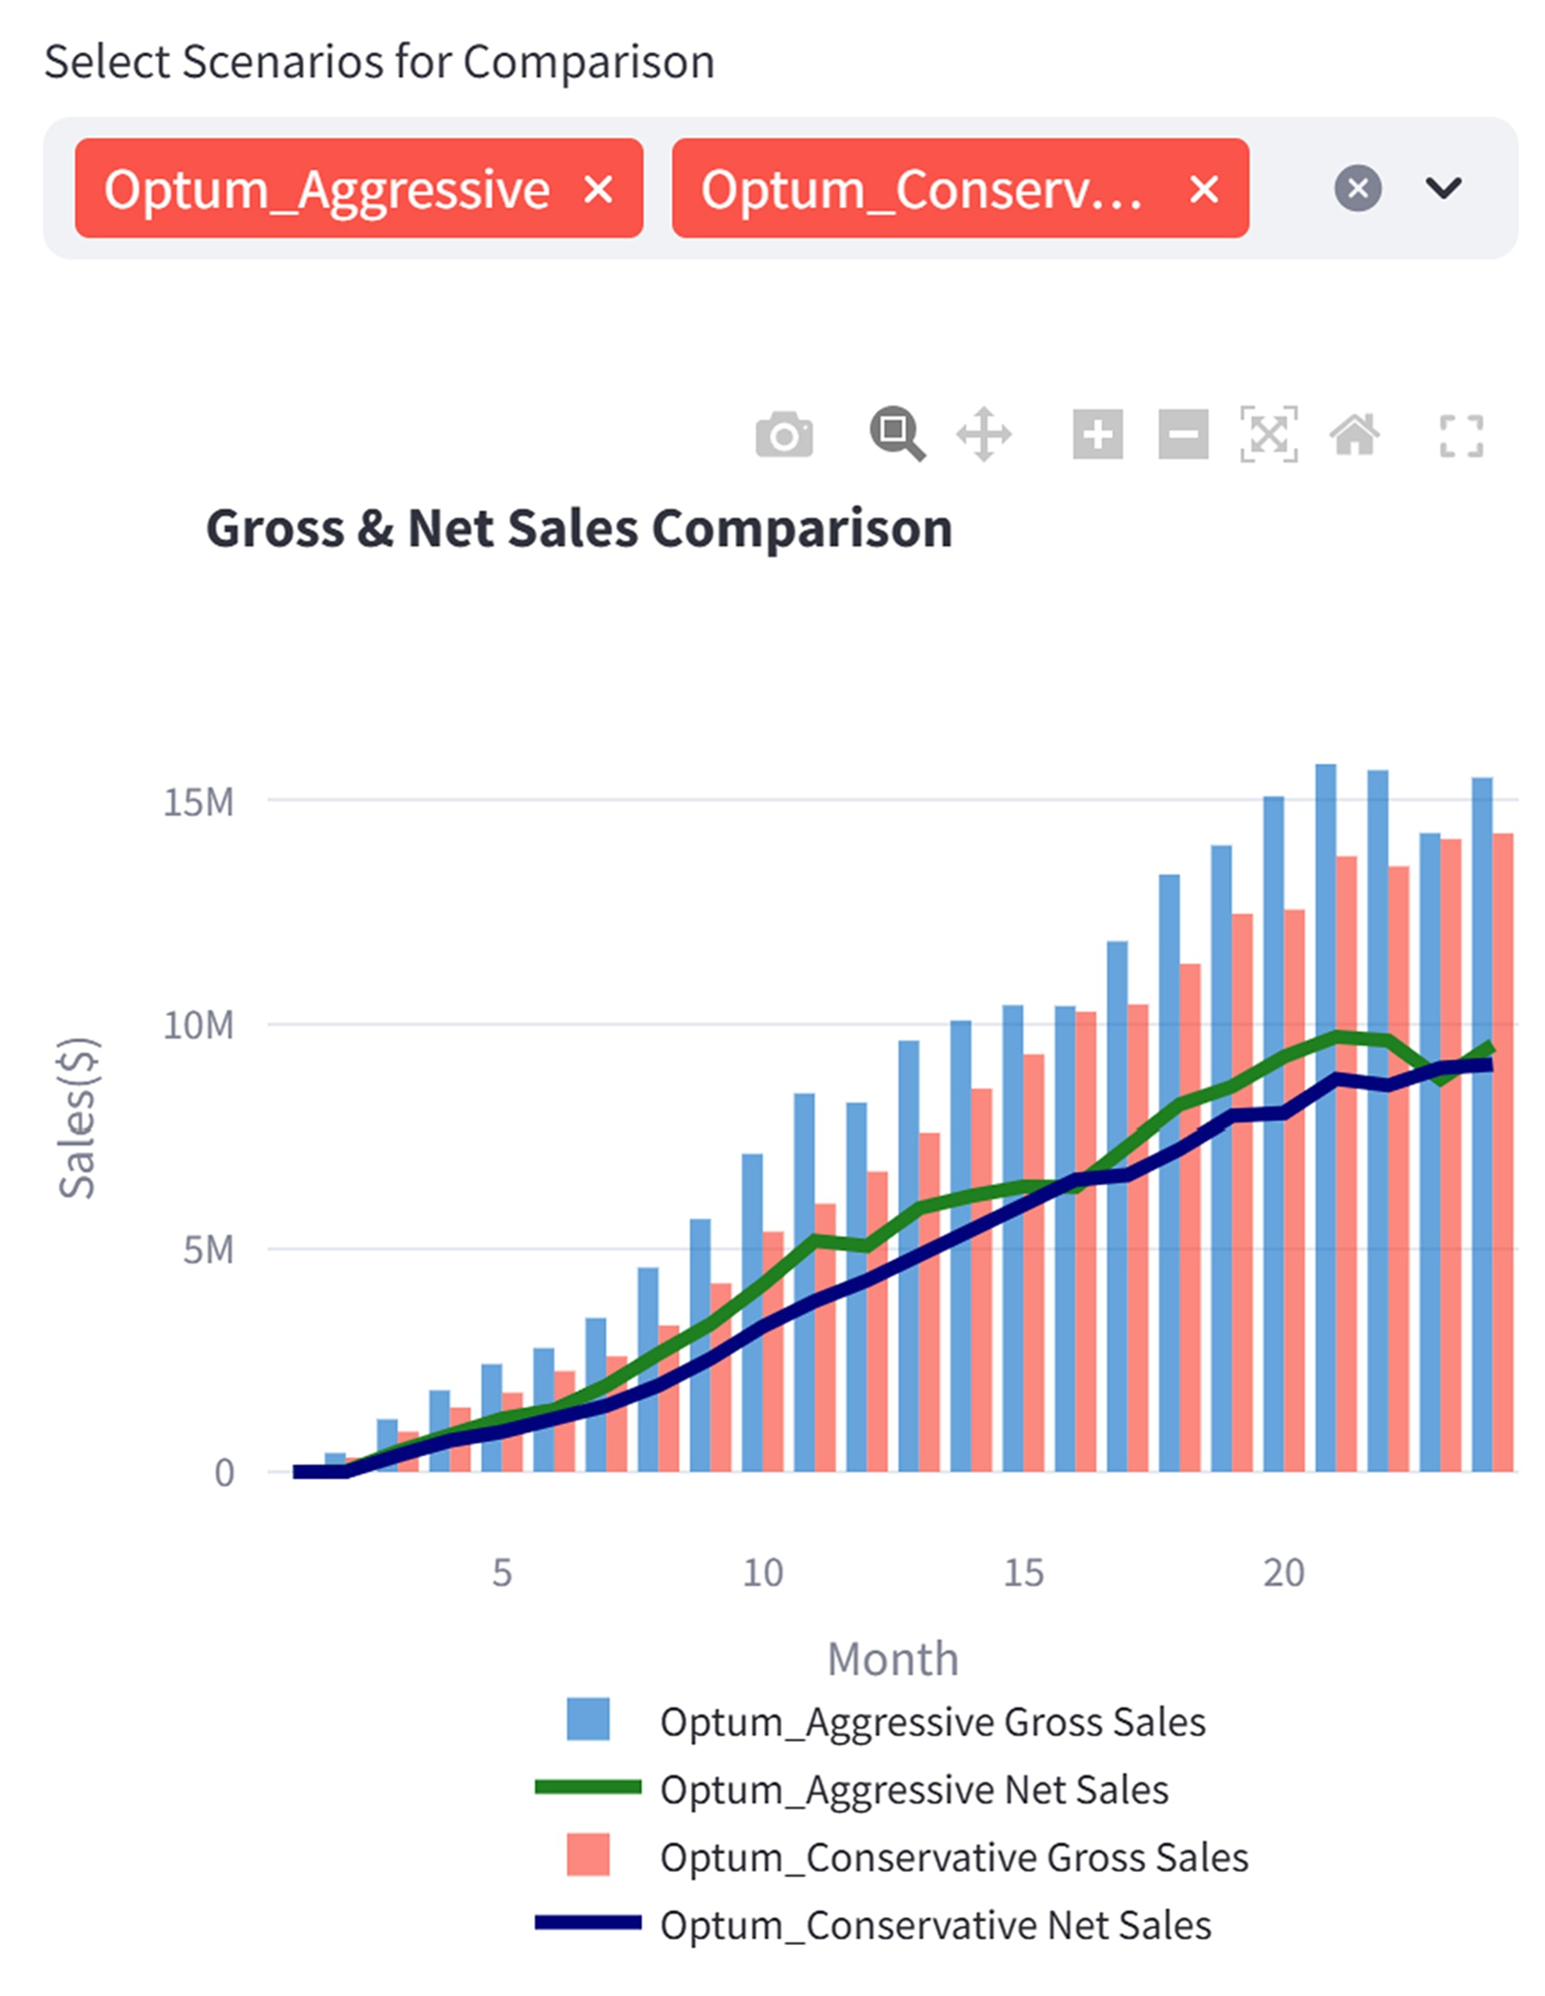 Select Scenarios for Comparison
Optum_Aggressive
Optum_Conserv...
Gross & Net Sales Comparison
15M
10M
5M
0
Sales($)
5 10 15 20
Month
Optum_Aggressive Gross Sales
Optum_Aggressive Net Sales
Optum_Conservative Gross Sales
Optum_Conservative Net Sales